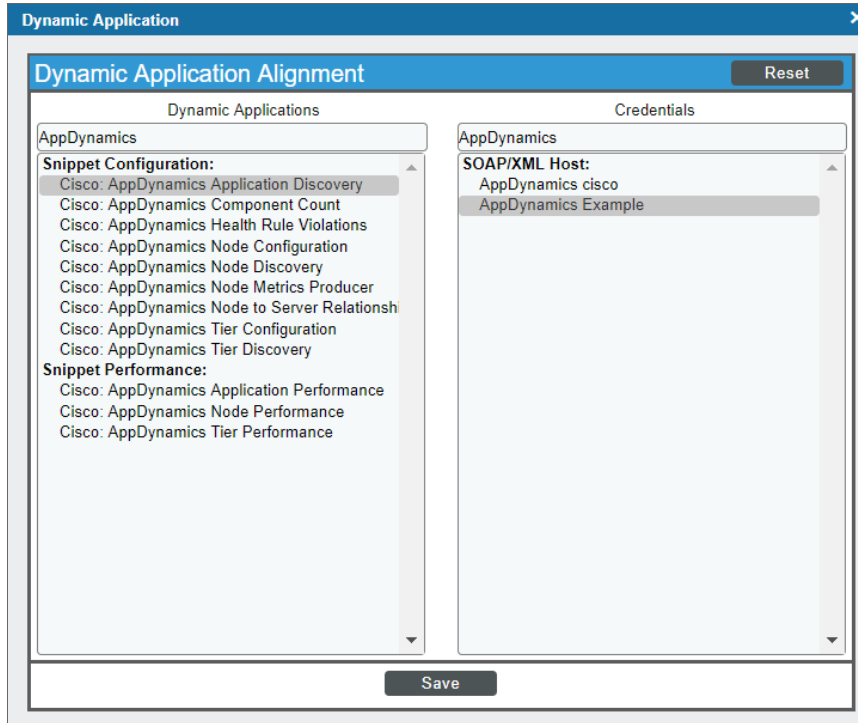 Dynamic Application
Dynamic Application Alignment
Reset
Dynamic Applications
AppDynamics
Snippet Configuration:
Cisco: AppDynamics Application Discovery
Cisco: AppDynamics Component Count
Cisco: AppDynamics Health Rule Violations
Cisco: AppDynamics Node Configuration
Cisco: AppDynamics Node Discovery
Cisco: AppDynamics Node Metrics Producer
Cisco: AppDynamics Node to Server Relationshi
Cisco: AppDynamics Tier Configuration
Cisco: AppDynamics Tier Discovery
Snippet Performance:
Cisco: AppDynamics Application Performance
Cisco: AppDynamics Node Performance
Cisco: AppDynamics Tier Performance
Credentials
AppDynamics
SOAP/XML Host:
AppDynamics cisco
AppDynamics Example
Save